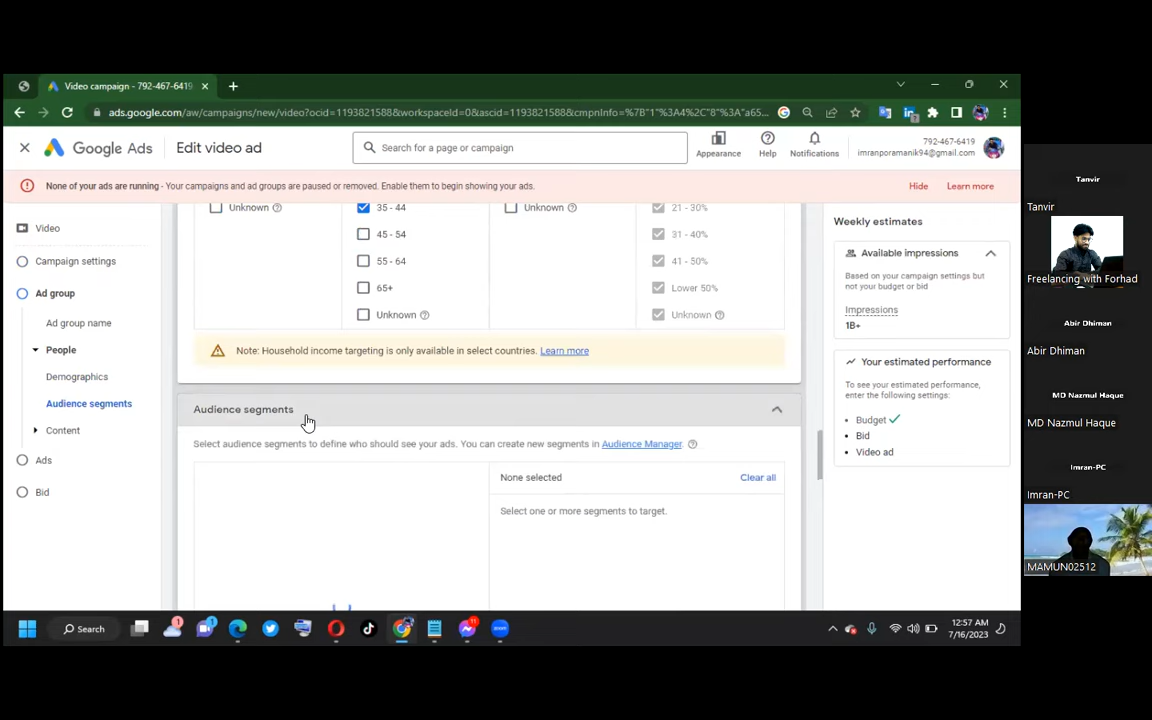 Video campaign - 792-467-6419
ads.google.com/aw/campaigns/new/video?ocid=1193821588&workspaceId=0&ascid=1193821588&cmpnInfo=%7B"1"%3A4%2C"8"%3A"a65...
Google Ads
Edit video ad
Search for a page or campaign
Appearance
Help
Notifications
792-467-6419
imranporamanik94@gmail.com
None of your ads are running - Your campaigns and ad groups are paused or removed. Enable them to begin showing your ads.
Hide
Learn more
Video
Campaign settings
Ad group
Ad group name
People
Demographics
Audience segments
Content
Ads
Bid
Unknown
35 - 44
45 - 54
55 - 64
65+
Unknown
Unknown
21 - 30%
31 - 40%
41 - 50%
Lower 50%
Unknown
Note: Household income targeting is only available in select countries. Learn more
Audience segments
Select audience segments to define who should see your ads. You can create new segments in Audience Manager.
None selected
Clear all
Select one or more segments to target.
Weekly estimates
Available impressions
Based on your campaign settings but
not your budget or bid
Impressions
1B+
Your estimated performance
To see your estimated performance,
enter the following settings:
Budget
Bid
Video ad
Tanvir
Tanvir
Freelancing with Forhad
Abir Dhiman
Abir Dhiman
MD Nazmul Haque
MD Nazmul Haque
Imran-PC
Imran-PC
MAMUN02512
Search
1
1
11
zoom
12:57 AM
7/16/2023